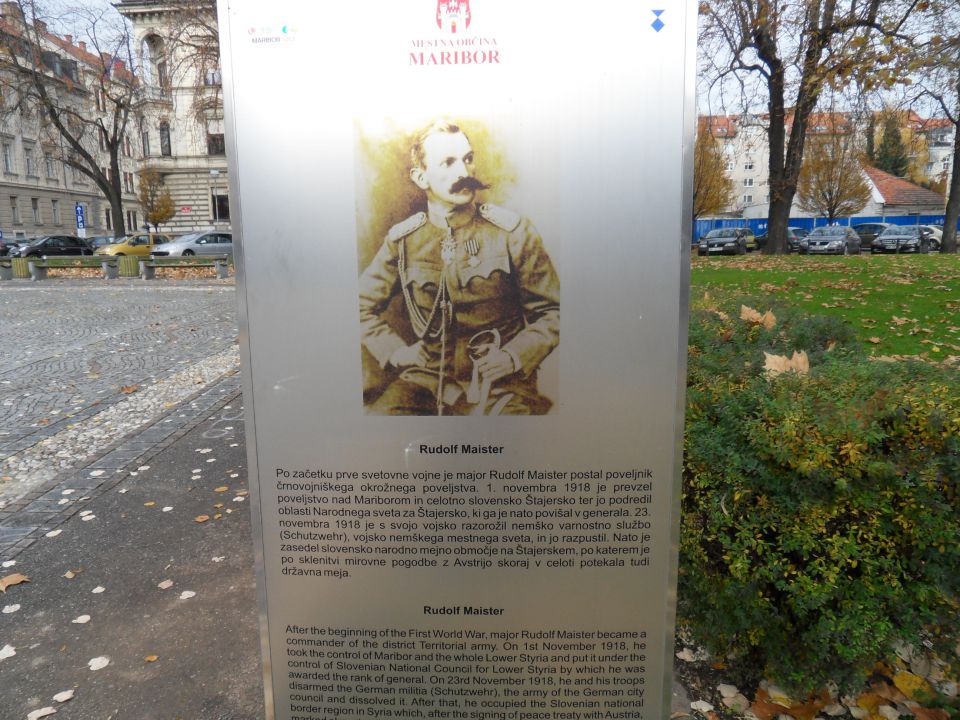 MARIBOR
MESTNA OBČINA
MARIBOR
P
Rudolf Maister
Po začetku prve svetovne vojne je major Rudolf Maister postal poveljnik
črnovojniškega okrožnega poveljstva. 1. novembra 1918 je prevzel
poveljstvo nad Mariborom in celotno slovensko Štajersko ter jo podredil
oblasti Narodnega sveta za Štajersko, ki ga je nato povišal v generala. 23.
novembra 1918 je s svojo vojsko razorožil nemško varnostno službo
(Schutzwehr), vojsko nemškega mestnega sveta, in jo razpustil. Nato je
zasedel slovensko narodno mejno območje na Štajerskem, po katerem je
po sklenitvi mirovne pogodbe z Avstrijo skoraj v celoti potekala tudi
državna meja.
Rudolf Maister
After the beginning of the First World War, major Rudolf Maister became a
commander of the district Territorial army. On 1st November 1918, he
took the control of Maribor and the whole Lower Styria and put it under the
control of Slovenian National Council for Lower Styria by which he was
awarded the rank of general. On 23rd November 1918, he and his troops
disarmed the German militia (Schutzwehr), the army of the German city
council and dissolved it. After that, he occupied the Slovenian national
border region in Syria which, after the signing of peace treaty with Austria,